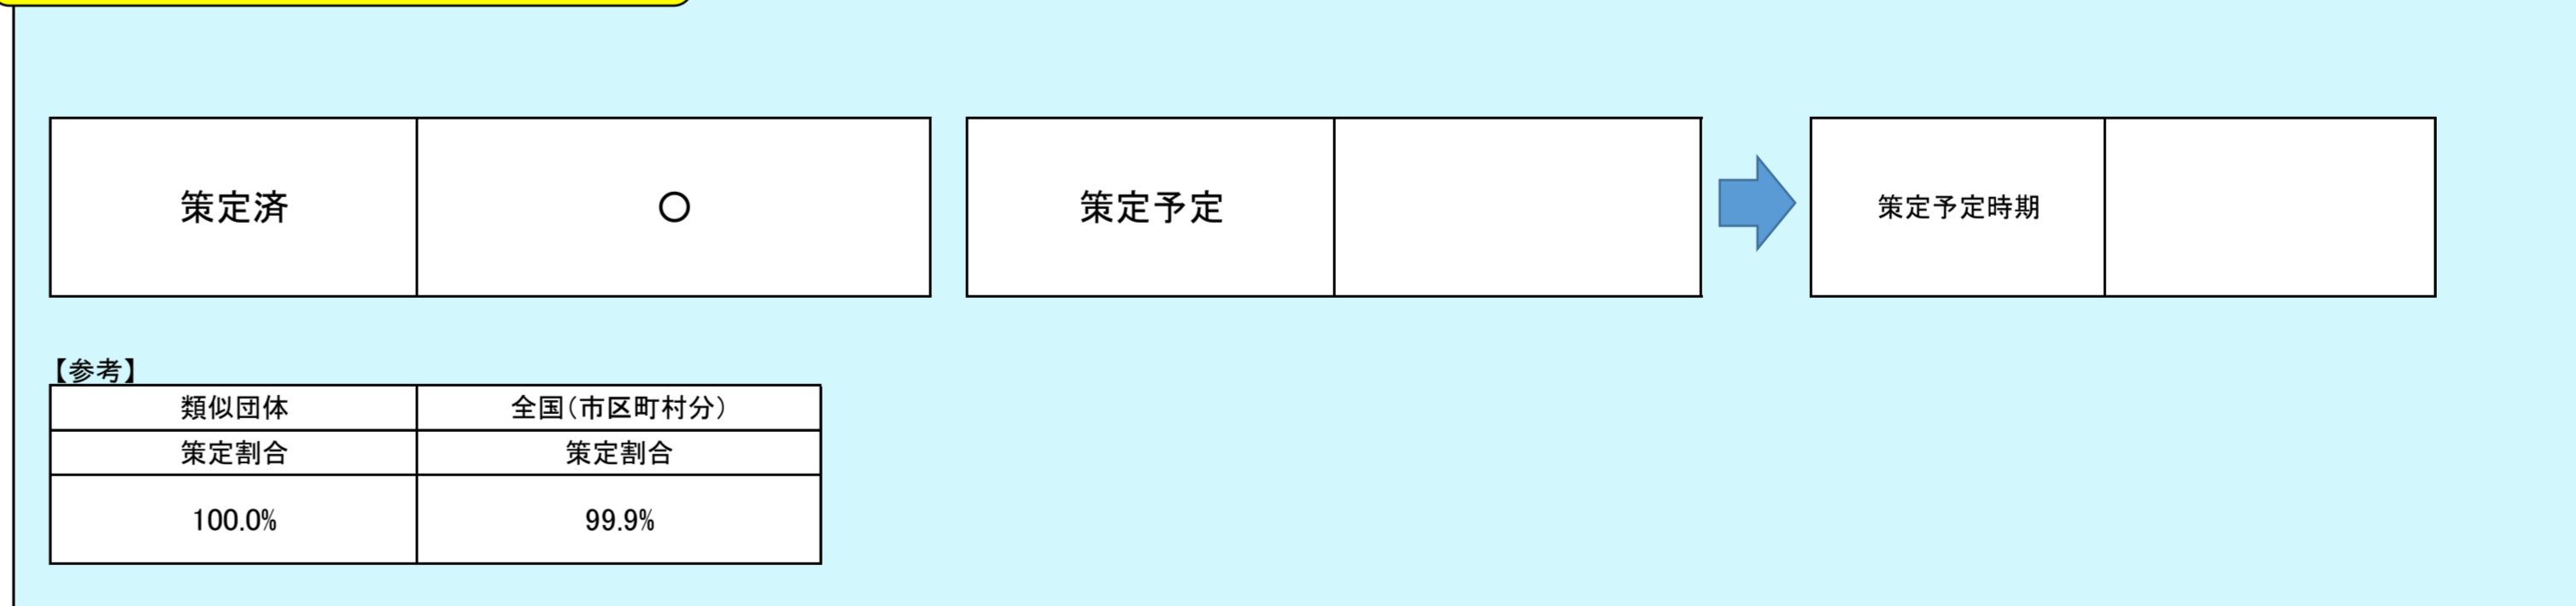 策定済 ○ 策定予定 策定予定時期
【参考】
類似団体 全国(市区町村分)
策定割合 策定割合
100.0% 99.9%